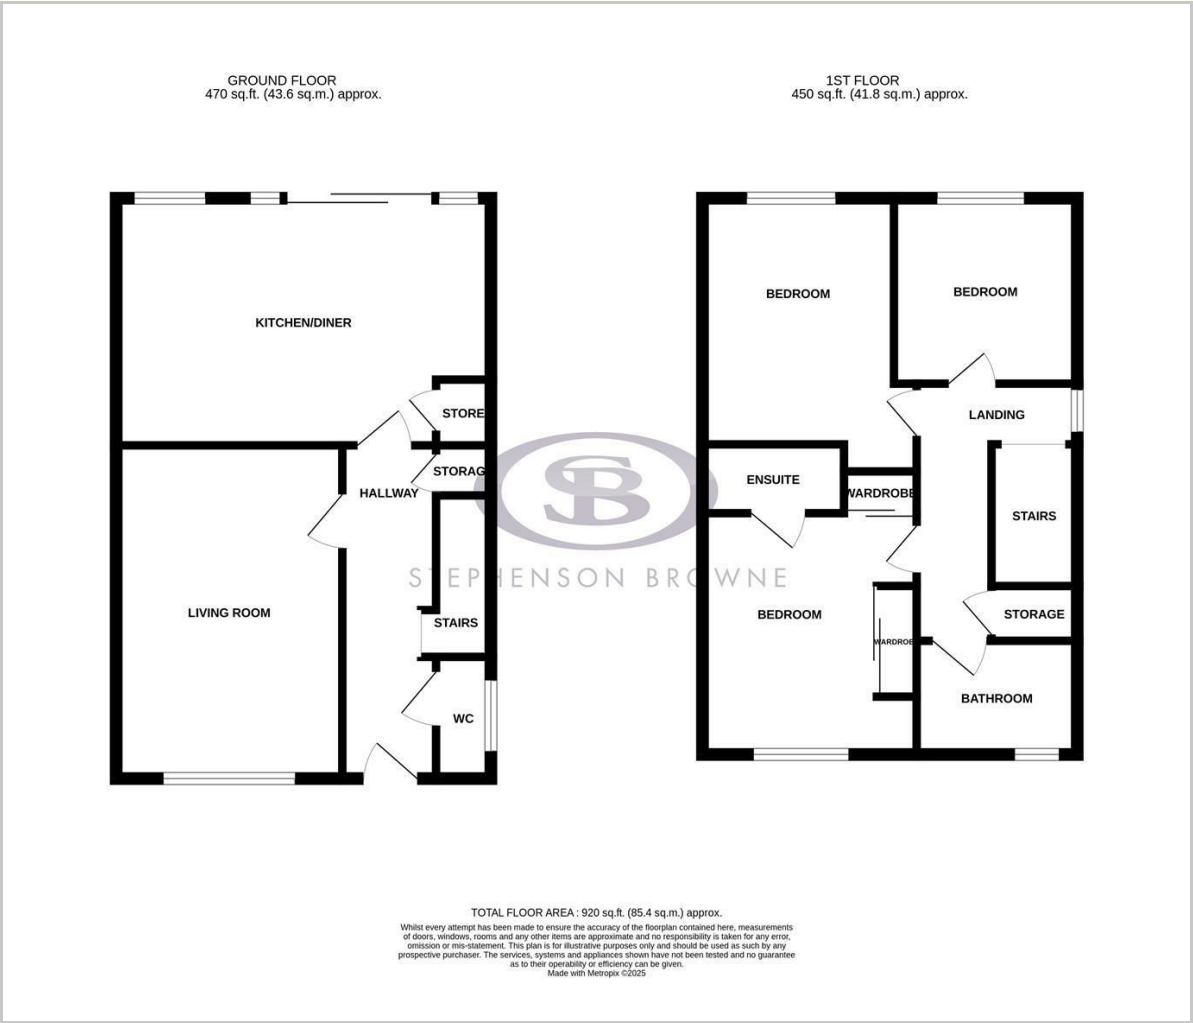 GROUND FLOOR
470 sq.ft. (43.6 sq.m.) approx.
1ST FLOOR
450 sq.ft. (41.8 sq.m.) approx.
KITCHEN/DINER
STORE
STORAG
HALLWAY
LIVING ROOM
STAIRS
WC
BEDROOM
BEDROOM
LANDING
ENSUITE
WARDROBE
STAIRS
BEDROOM
STORAGE
WARDROBE
BATHROOM
SB
STEPHENSON BROWNE
TOTAL FLOOR AREA : 920 sq.ft. (85.4 sq.m.) approx.
Whilst every attempt has been made to ensure the accuracy of the floorplan contained here, measurements
of doors, windows, rooms and any other items are approximate and no responsibility is taken for any error,
omission or mis-statement. This plan is for illustrative purposes only and should be used as such by any
prospective purchaser. The services, systems and appliances shown have not been tested and no guarantee
as to their operability or efficiency can be given.
Made with Metropix ©2025